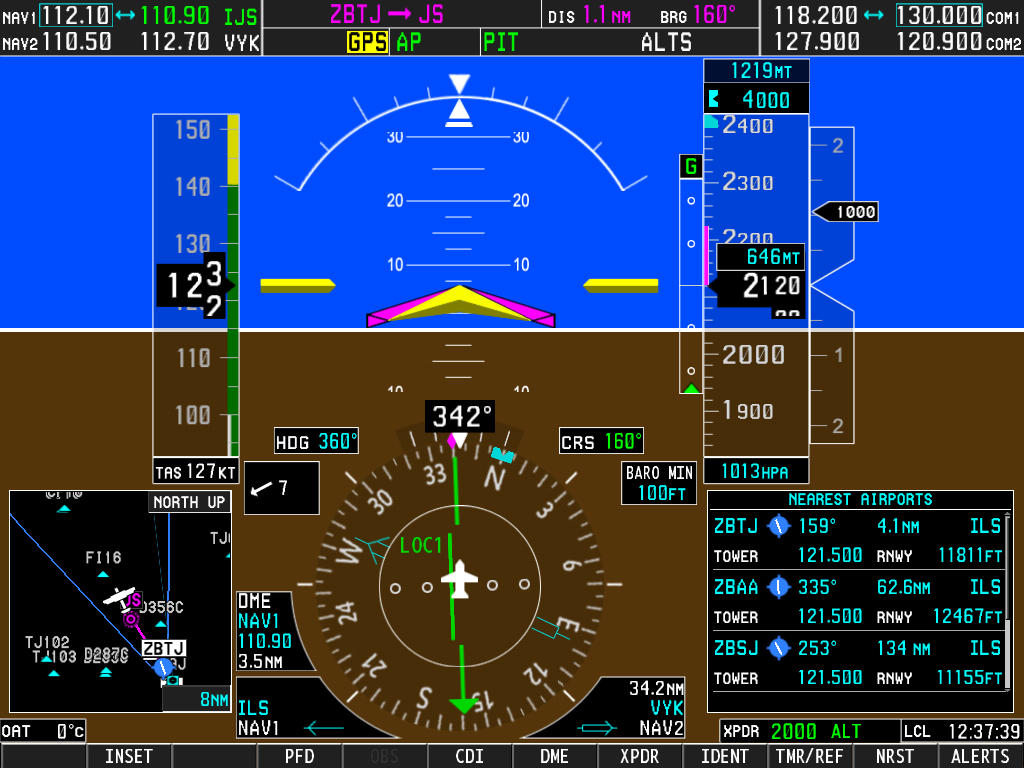 NAV1 112.10 ↔ 110.90 IJS
ZBTJ → JS DIS 1.1NM BRG 160°
118.200 ↔ 130.000 COM1
NAV2 110.50 112.70 VYK
GPS AP PIT ALTS
127.900 120.900 COM2
1219MT
4000
150
140
130
123
2
110
100
TAS 127KT
30 30
20 20
10 10
10 10
G
2400
2300
2200
646MT
2120
2000
1900
1013HPA
2
1000
1
2
342°
HDG 360°
CRS 160°
7
BARO MIN
100FT
33 N 3 6 E 12 15 S 21 24 W 30
LOC1
NORTH UP
FI16
JS
D356C
TJ102
TJ103
ZBTJ
8NM
DME
NAV1
110.90
3.5NM
ILS
NAV1
34.2NM
VYK
NAV2
NEAREST AIRPORTS
ZBTJ 159° 4.1NM ILS
TOWER 121.500 RNWY 11811FT
ZBAA 335° 62.6NM ILS
TOWER 121.500 RNWY 12467FT
ZBSJ 253° 134 NM ILS
TOWER 121.500 RNWY 11155FT
OAT 0°C
XPDR 2000 ALT LCL 12:37:39
INSET PFD OBS CDI DME XPDR IDENT TMR/REF NRST ALERTS